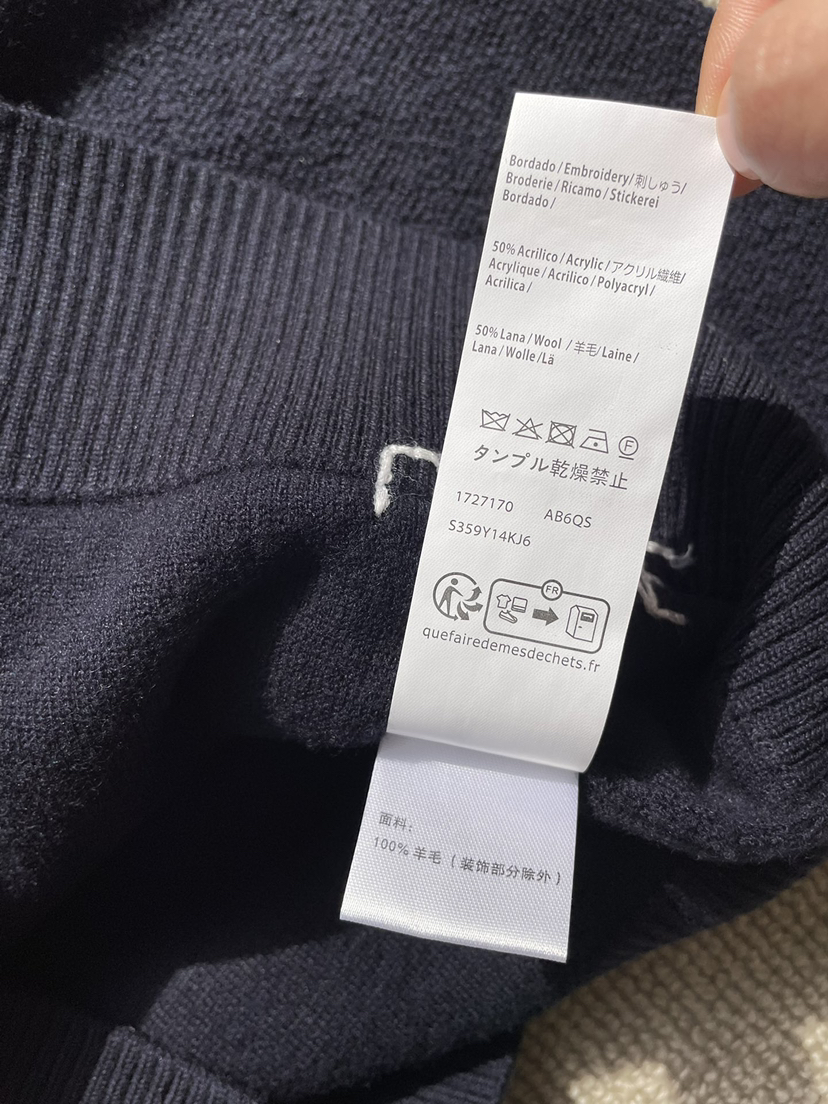 Bordado / Embroidery / 刺しゅう/
Broderie / Ricamo / Stickerei
Bordado /
50% Acrilico / Acrylic / アクリル繊維/
Acrylique / Acrilico / Polyacryl /
Acrilica /
50% Lana / Wool / 羊毛/ Laine /
Lana / Wolle / Lä
F
タンブル乾燥禁止
1727170 AB6QS
S359Y14KJ6
FR
quefairedemesdechets.fr
面料:
100% 羊毛 ( 装饰部分除外 )